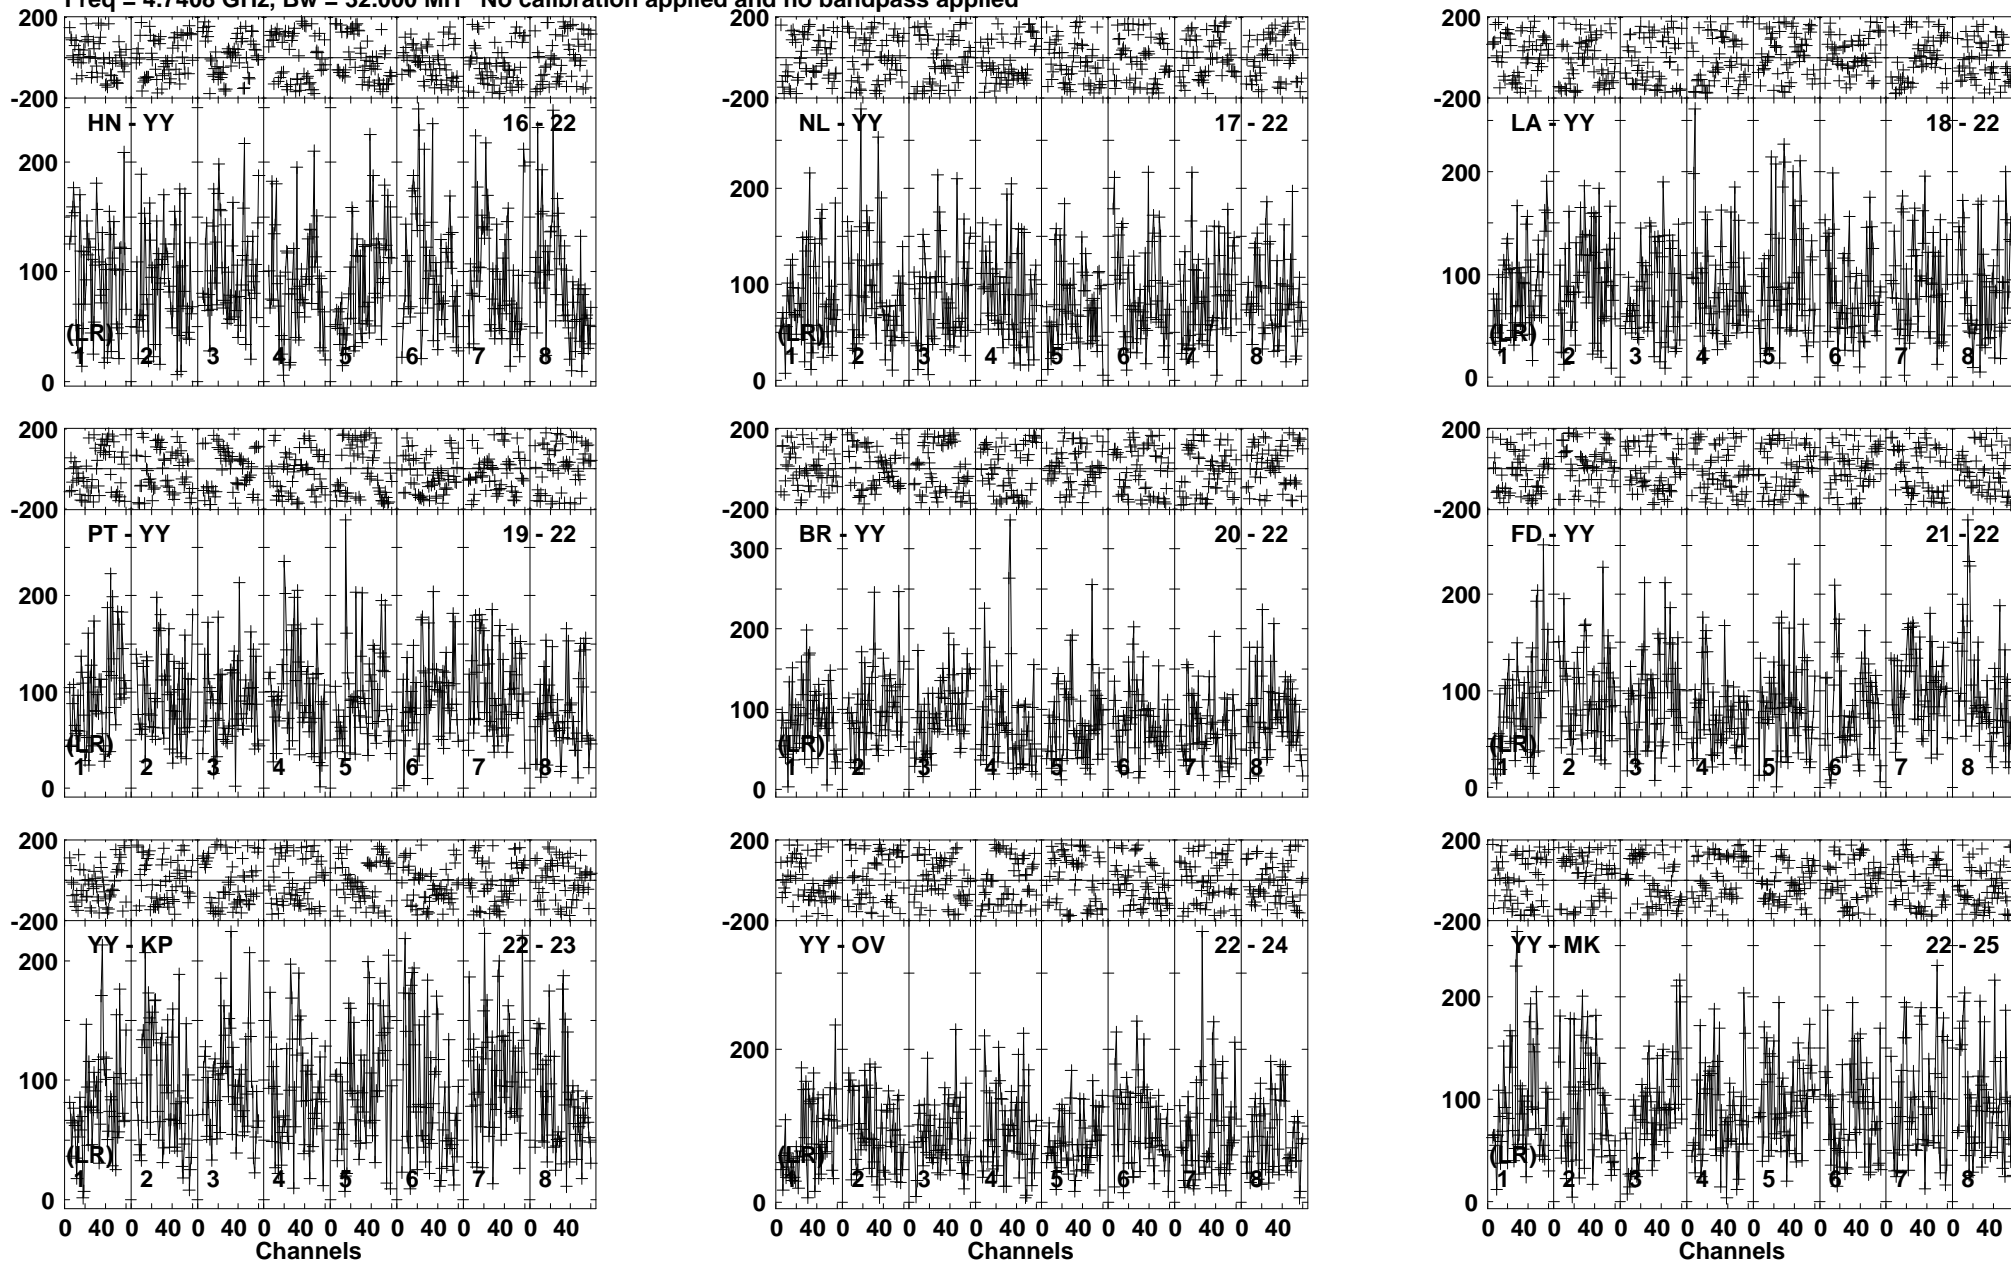 Freq = 4.7408 GHz, Bw = 32.000 MH No calibration applied and no bandpass applied
200 200 200
-200 -200 -200
HN - YY 16 - 22 NL - YY 17 - 22 LA - YY 18 - 22
200 200 200
100 100 100
(LR) (LR) (LR)
1 2 3 4 5 6 7 8 1 2 3 4 5 6 7 8 1 2 3 4 5 6 7 8
0 0 0
200 200 200
-200 -200 -200
PT - YY 19 - 22 BR - YY 20 - 22 FD - YY 21 - 22
300
200 200 200
100 100 100
(LR) (LR) (LR)
1 2 3 4 5 6 7 8 1 2 3 4 5 6 7 8 1 2 3 4 5 6 7 8
0 0 0
200 200 200
-200 -200 -200
YY - KP 22 - 23 YY - OV 22 - 24 YY - MK 22 - 25
200 200 200
100 100
(LR) (LR) (LR)
1 2 3 4 5 6 7 8 1 2 3 4 5 6 7 8 1 2 3 4 5 6 7 8
0 0 0
0 40 0 40 0 40 0 40 0 40 0 40 0 40 0 40 0 40 0 40 0 40 0 40 0 40 0 40 0 40 0 40 0 40 0 40 0 40 0 40 0 40 0 40 0 40 0 40
Channels Channels Channels